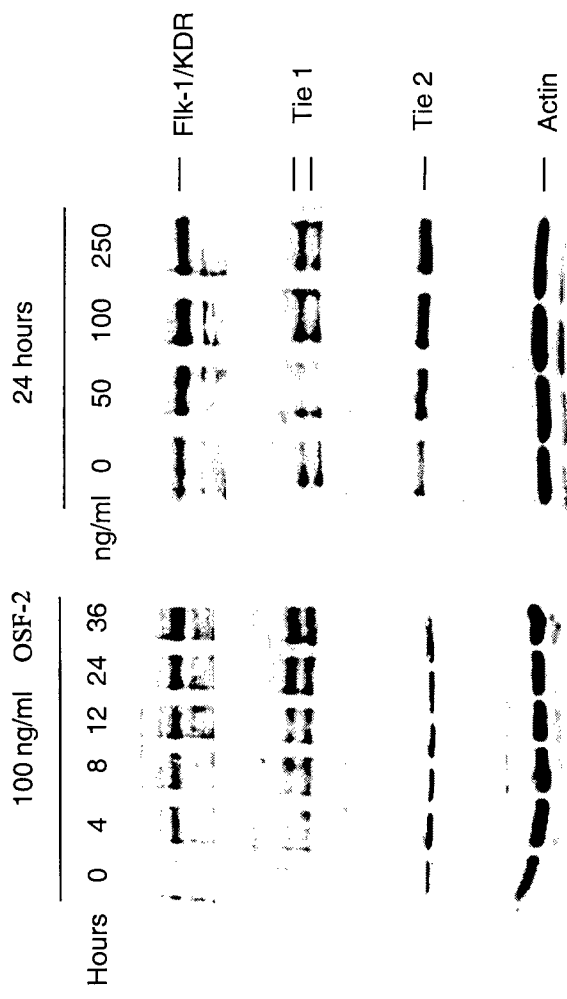 100 ng/ml OSF-2
24 hours
Hours 0 4 8 12 24 36
ng/ml 0 50 100 250
Flk-1/KDR
Tie 1
Tie 2
Actin